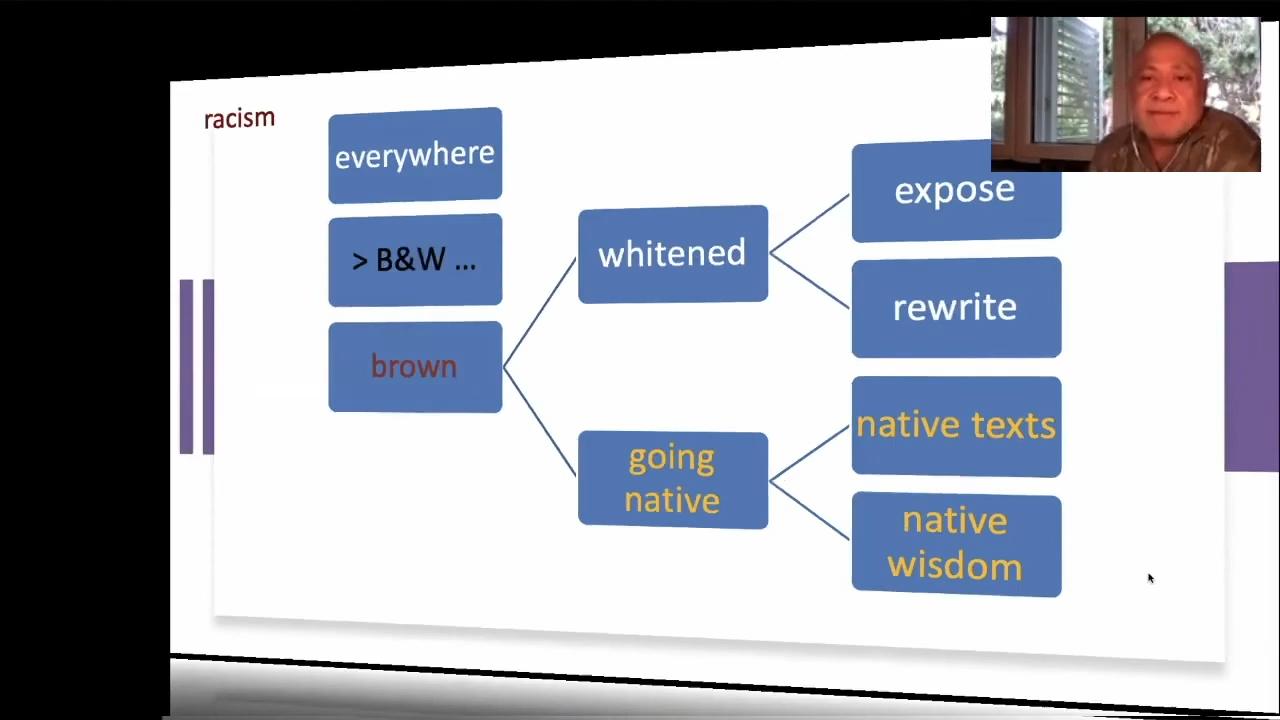 racism
everywhere
> B&W ...
brown
whitened
going
native
expose
rewrite
native texts
native
wisdom